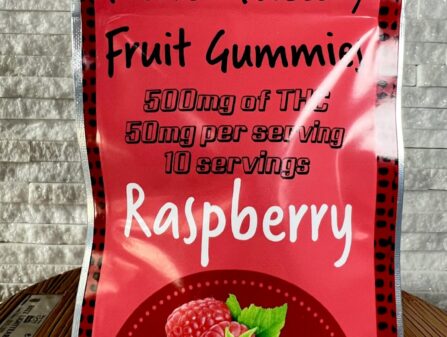 Fruit Gummies
500mg of THC
50mg per serving
10 servings
Raspberry